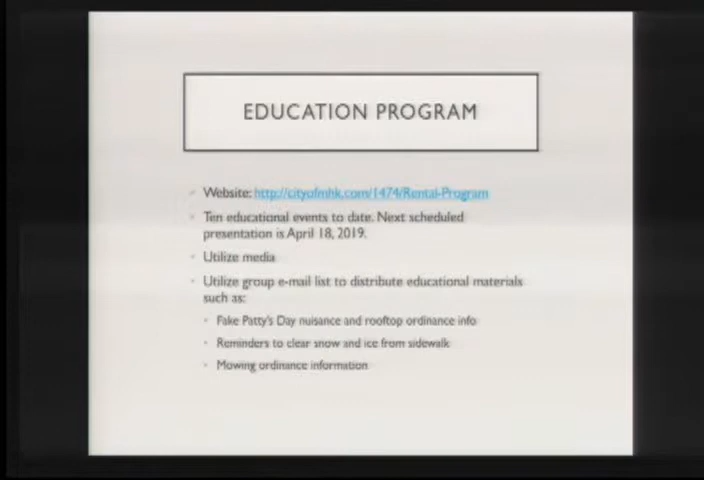 EDUCATION PROGRAM
Website: http://cityofmhk.com/1474/Rental-Program
Ten educational events to date. Next scheduled
presentation is April 18, 2019.
Utilize media
Utilize group e-mail list to distribute educational materials
such as:
Fake Patty's Day nuisance and rooftop ordinance info
Reminders to clear snow and ice from sidewalk
Mowing ordinance information